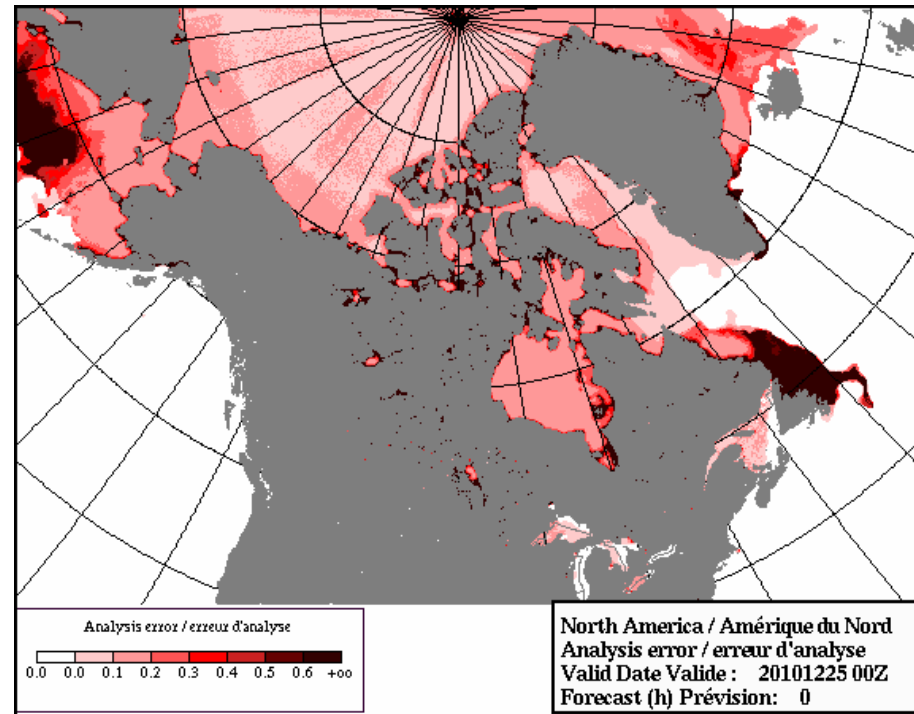 Analysis error / erreur d'analyse
0.0 0.0 0.1 0.2 0.3 0.4 0.5 0.6 +oo
North America / Amérique du Nord
Analysis error / erreur d'analyse
Valid Date Valide : 20101225 00Z
Forecast (h) Prévision: 0